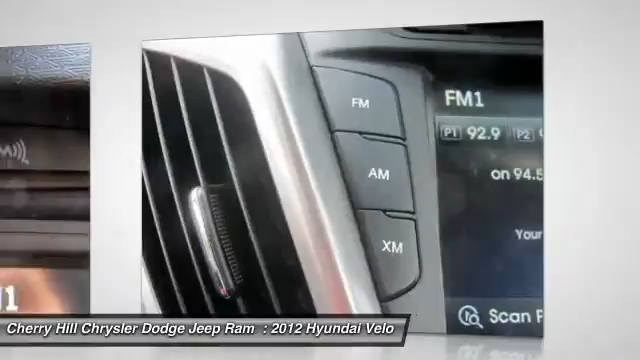 FM
FM1
P1 92.9 P2
AM
on 94.5
XM
Your
Scan
Cherry Hill Chrysler Dodge Jeep Ram : 2012 Hyundai Velo